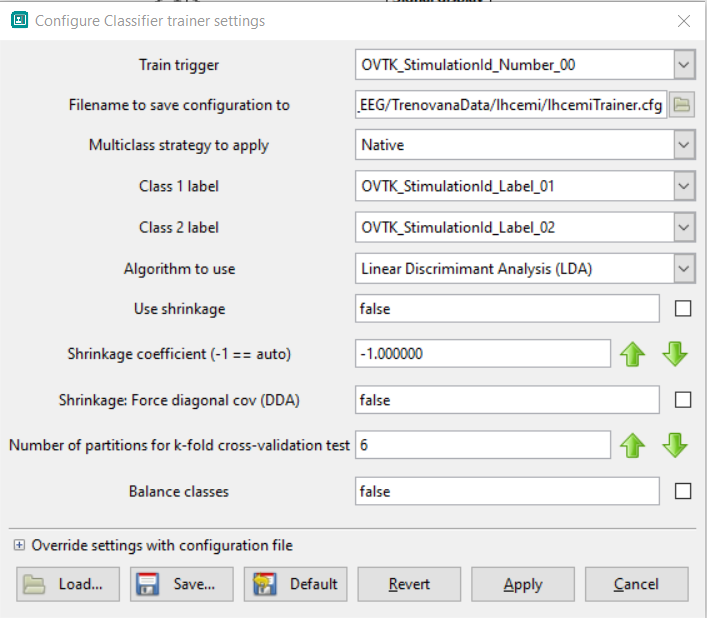 Configure Classifier trainer settings
Train trigger OVTK_StimulationId_Number_00
Filename to save configuration to _EEG/TrenovanaData/Ihcemi/IhcemiTrainer.cfg
Multiclass strategy to apply Native
Class 1 label OVTK_StimulationId_Label_01
Class 2 label OVTK_StimulationId_Label_02
Algorithm to use Linear Discrimimant Analysis (LDA)
Use shrinkage false
Shrinkage coefficient (-1 == auto) -1.000000
Shrinkage: Force diagonal cov (DDA) false
Number of partitions for k-fold cross-validation test 6
Balance classes false
Override settings with configuration file
Load... Save... Default Revert Apply Cancel